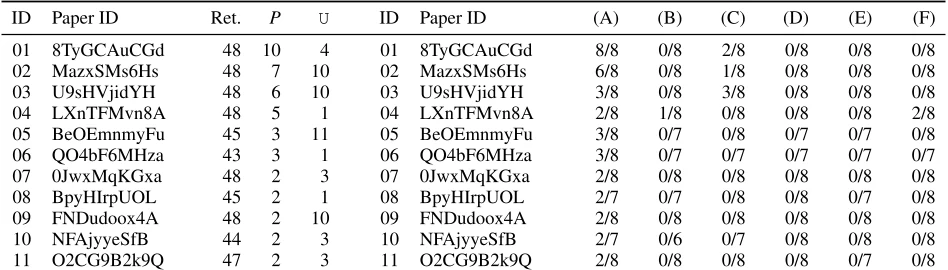 ID Paper ID Ret. P U ID Paper ID (A) (B) (C) (D) (E) (F)
01 8TyGCAuCGd 48 10 4 01 8TyGCAuCGd 8/8 0/8 2/8 0/8 0/8 0/8
02 MazxSMs6Hs 48 7 10 02 MazxSMs6Hs 6/8 0/8 1/8 0/8 0/8 0/8
03 U9sHVjidYH 48 6 10 03 U9sHVjidYH 3/8 0/8 3/8 0/8 0/8 0/8
04 LXnTFMvn8A 48 5 1 04 LXnTFMvn8A 2/8 1/8 0/8 0/8 0/8 2/8
05 BeOEmnmyFu 45 3 11 05 BeOEmnmyFu 3/8 0/7 0/8 0/7 0/7 0/8
06 QO4bF6MHza 43 3 1 06 QO4bF6MHza 3/8 0/7 0/7 0/7 0/7 0/7
07 0JwxMqKGxa 48 2 3 07 0JwxMqKGxa 2/8 0/8 0/8 0/8 0/8 0/8
08 BpyHIrpUOL 45 2 1 08 BpyHIrpUOL 2/7 0/7 0/8 0/8 0/7 0/8
09 FNDudoox4A 48 2 10 09 FNDudoox4A 2/8 0/8 0/8 0/8 0/8 0/8
10 NFAjyyeSfB 44 2 3 10 NFAjyyeSfB 2/7 0/6 0/7 0/8 0/8 0/8
11 O2CG9B2k9Q 47 2 3 11 O2CG9B2k9Q 2/8 0/8 0/8 0/8 0/7 0/8